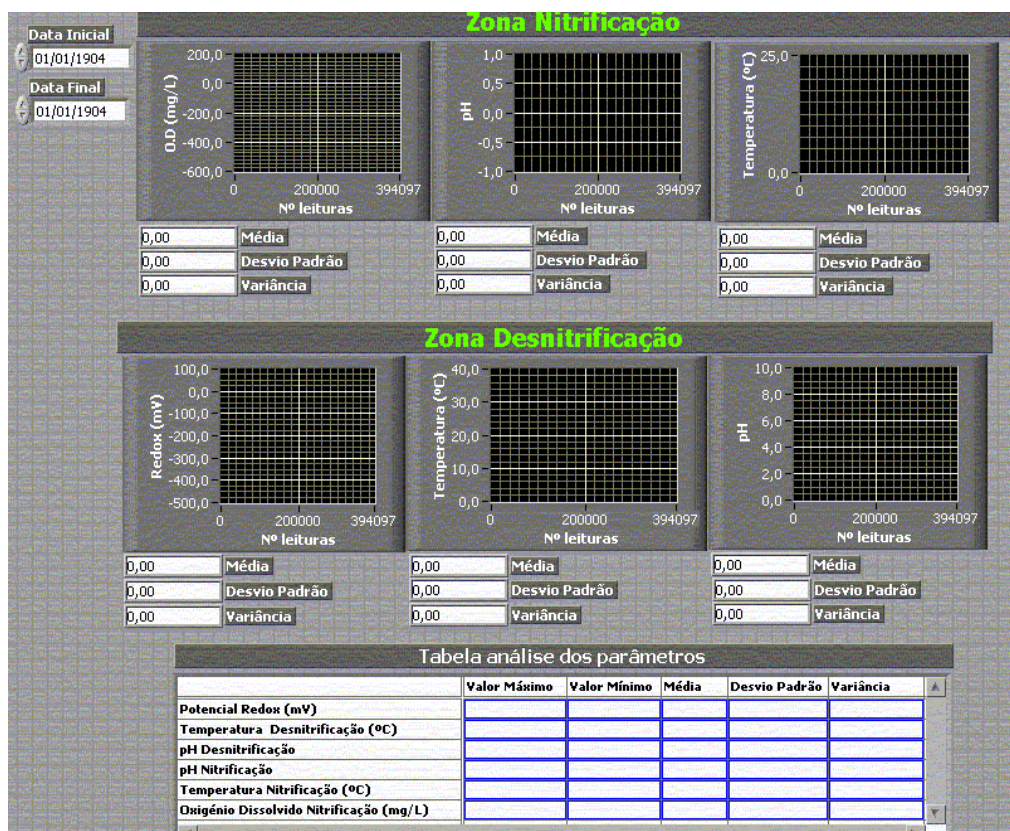 Zona Nitrificação
Data Inicial
01/01/1904
Data Final
01/01/1904
O.D (mg/L)
200,0
0,0
-200,0
-400,0
-600,0
0 200000 394097
Nº leituras
pH
1,0
0,5
0,0
-0,5
-1,0
0 200000 394097
Nº leituras
Temperatura (ºC)
25,0
0,0
0 200000 394097
Nº leituras
0,00 Média
0,00 Desvio Padrão
0,00 Variância
0,00 Média
0,00 Desvio Padrão
0,00 Variância
0,00 Média
0,00 Desvio Padrão
0,00 Variância
Zona Desnitrificação
Redox (mV)
100,0
0,0
-100,0
-200,0
-300,0
-400,0
-500,0
0 200000 394097
Nº leituras
Temperatura (ºC)
40,0
30,0
20,0
10,0
0,0
0 200000 394097
Nº leituras
pH
10,0
8,0
6,0
4,0
2,0
0,0
0 200000 394097
Nº leituras
0,00 Média
0,00 Desvio Padrão
0,00 Variância
0,00 Média
0,00 Desvio Padrão
0,00 Variância
0,00 Média
0,00 Desvio Padrão
0,00 Variância
Tabela análise dos parâmetros
Valor Máximo Valor Mínimo Média Desvio Padrão Variância
Potencial Redox (mV)
Temperatura Desnitrificação (ºC)
pH Desnitrificação
pH Nitrificação
Temperatura Nitrificação (ºC)
Oxigénio Dissolvido Nitrificação (mg/L)